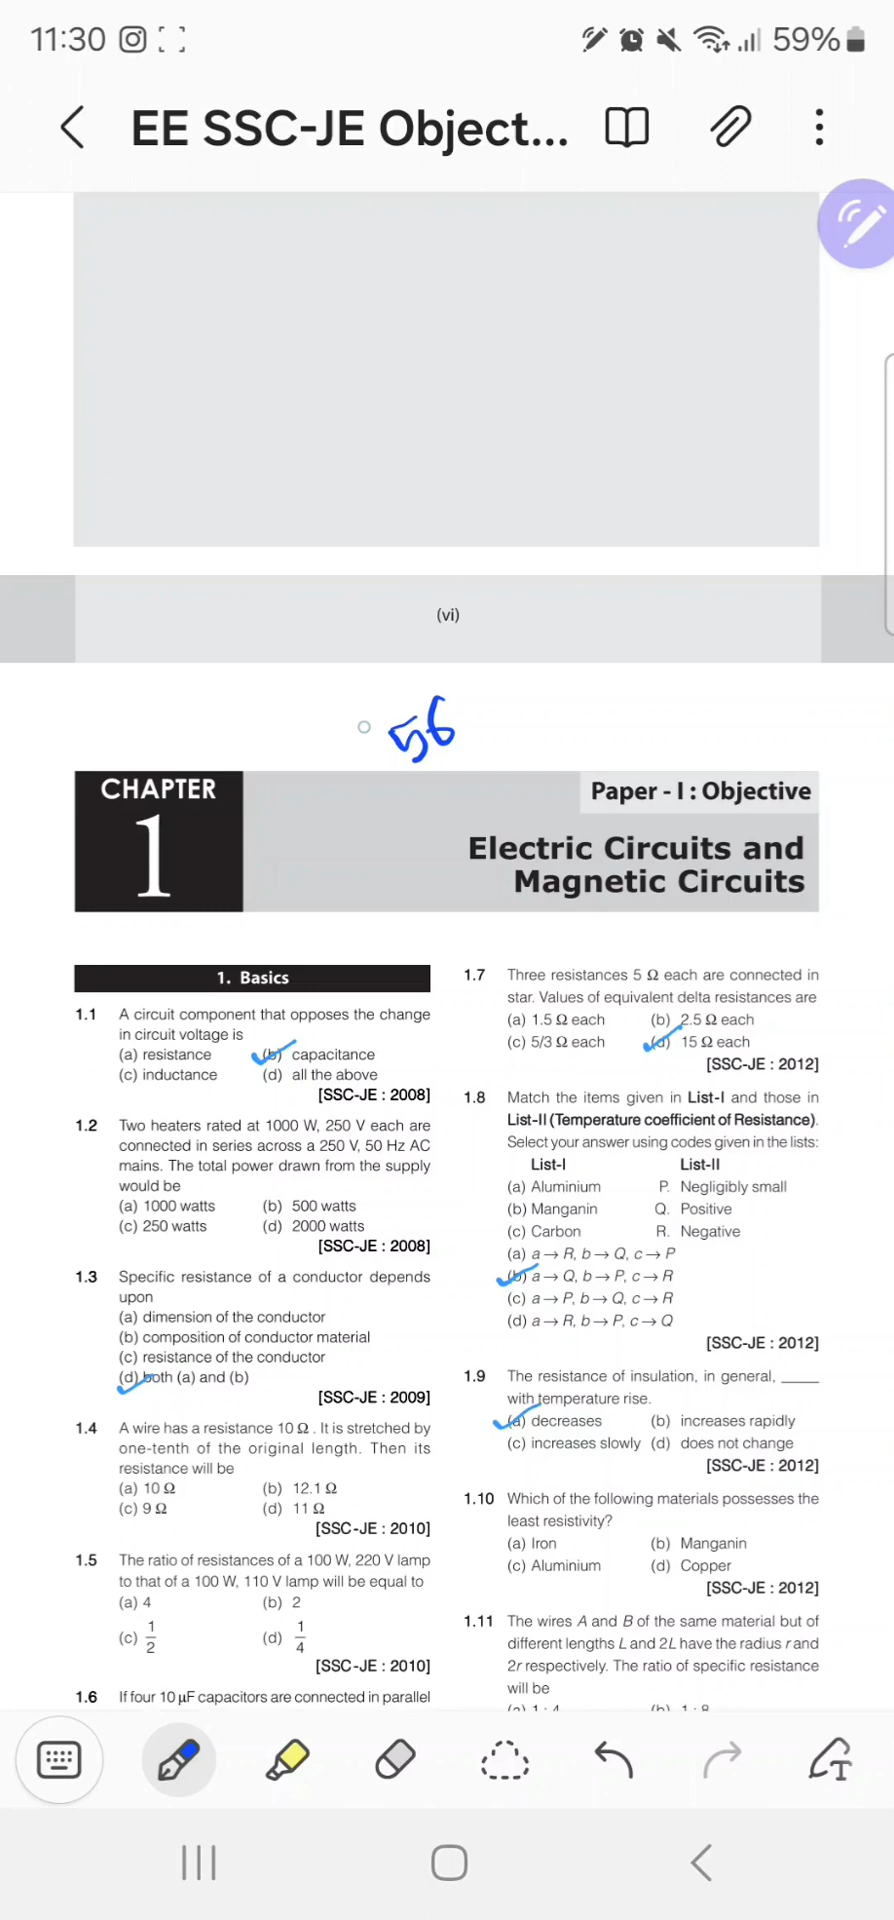 11:30
59%
EE SSC-JE Object...
(vi)
56
CHAPTER
1
Paper - I : Objective
Electric Circuits and
Magnetic Circuits
1. Basics
1.1 A circuit component that opposes the change
in circuit voltage is
(a) resistance (b) capacitance
(c) inductance (d) all the above
[SSC-JE : 2008]
1.2 Two heaters rated at 1000 W, 250 V each are
connected in series across a 250 V, 50 Hz AC
mains. The total power drawn from the supply
would be
(a) 1000 watts (b) 500 watts
(c) 250 watts (d) 2000 watts
[SSC-JE : 2008]
1.3 Specific resistance of a conductor depends
upon
(a) dimension of the conductor
(b) composition of conductor material
(c) resistance of the conductor
(d) both (a) and (b)
[SSC-JE : 2009]
1.4 A wire has a resistance 10 Ω . It is stretched by
one-tenth of the original length. Then its
resistance will be
(a) 10 Ω (b) 12.1 Ω
(c) 9 Ω (d) 11 Ω
[SSC-JE : 2010]
1.5 The ratio of resistances of a 100 W, 220 V lamp
to that of a 100 W, 110 V lamp will be equal to
(a) 4 (b) 2
(c) 1/2 (d) 1/4
[SSC-JE : 2010]
1.6 If four 10 μF capacitors are connected in parallel
1.7 Three resistances 5 Ω each are connected in
star. Values of equivalent delta resistances are
(a) 1.5 Ω each (b) 2.5 Ω each
(c) 5/3 Ω each (d) 15 Ω each
[SSC-JE : 2012]
1.8 Match the items given in List-I and those in
List-II (Temperature coefficient of Resistance).
Select your answer using codes given in the lists:
List-I List-II
(a) Aluminium P. Negligibly small
(b) Manganin Q. Positive
(c) Carbon R. Negative
(a) a → R, b → Q, c → P
(b) a → Q, b → P, c → R
(c) a → P, b → Q, c → R
(d) a → R, b → P, c → Q
[SSC-JE : 2012]
1.9 The resistance of insulation, in general, _____
with temperature rise.
(a) decreases (b) increases rapidly
(c) increases slowly (d) does not change
[SSC-JE : 2012]
1.10 Which of the following materials possesses the
least resistivity?
(a) Iron (b) Manganin
(c) Aluminium (d) Copper
[SSC-JE : 2012]
1.11 The wires A and B of the same material but of
different lengths L and 2L have the radius r and
2r respectively. The ratio of specific resistance
will be
(a) 1 : 4 (b) 1 : 8
T